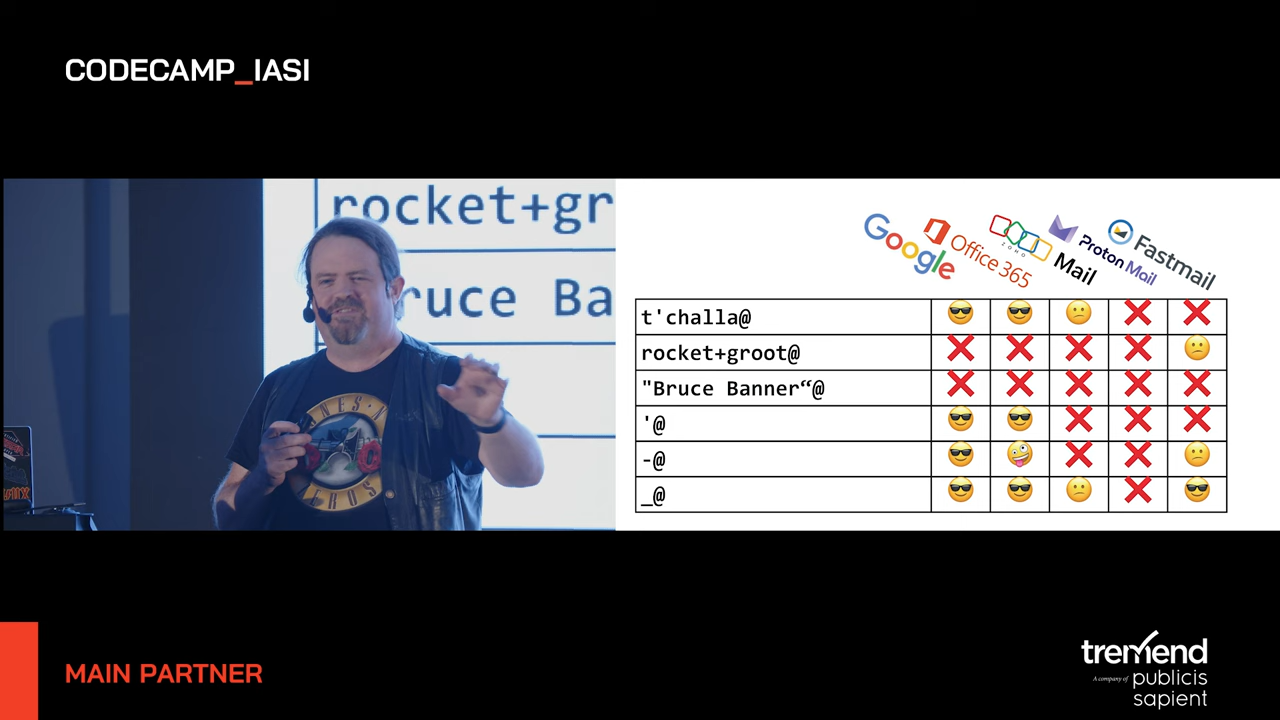 CODECAMP_IASI
rocket+gr
ruce Ba
Google
Office 365
ZOHO
Mail
Proton Mail
Fastmail
t'challa@
rocket+groot@
"Bruce Banner“@
'@
-@
_@
MAIN PARTNER
tremend
A company of publicis
sapient